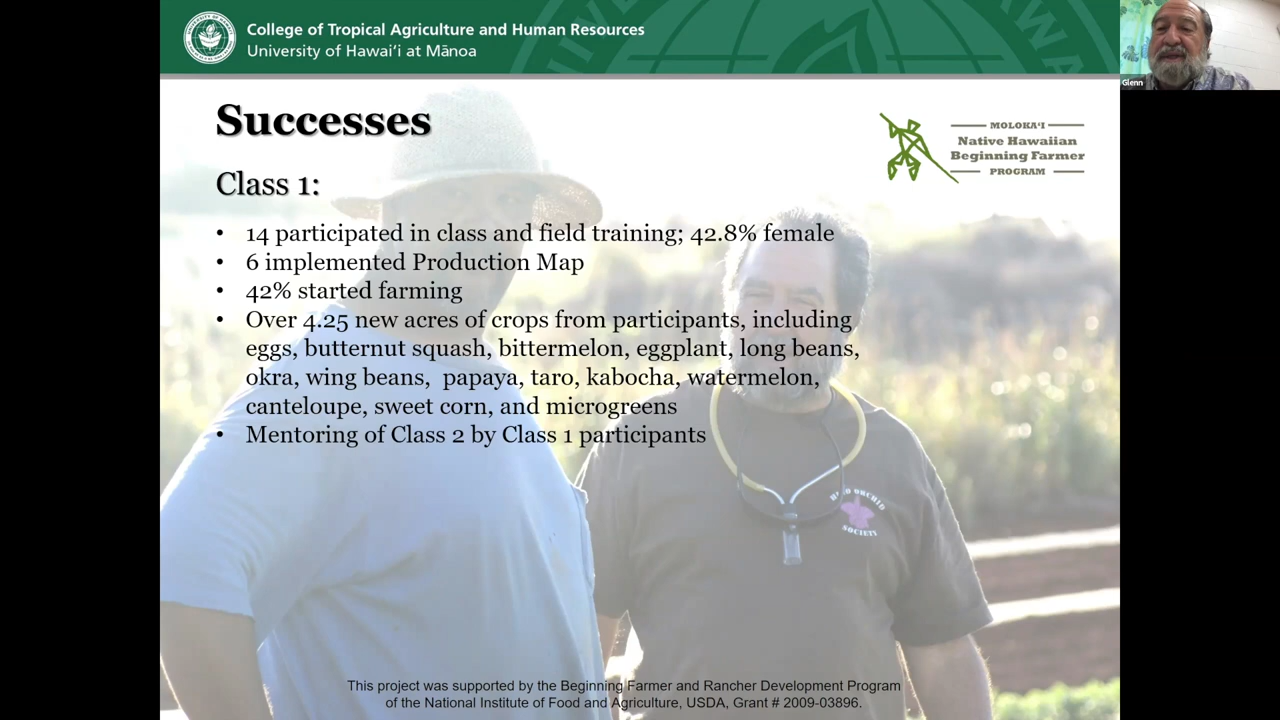 College of Tropical Agriculture and Human Resources
University of Hawai‘i at Mānoa
Glenn
Successes
MOLOKA‘I
Native Hawaiian
Beginning Farmer
PROGRAM
Class 1:
• 14 participated in class and field training; 42.8% female
• 6 implemented Production Map
• 42% started farming
• Over 4.25 new acres of crops from participants, including
eggs, butternut squash, bittermelon, eggplant, long beans,
okra, wing beans, papaya, taro, kabocha, watermelon,
canteloupe, sweet corn, and microgreens
• Mentoring of Class 2 by Class 1 participants
ORCHID
SOCIETY
This project was supported by the Beginning Farmer and Rancher Development Program
of the National Institute of Food and Agriculture, USDA, Grant # 2009-03896.